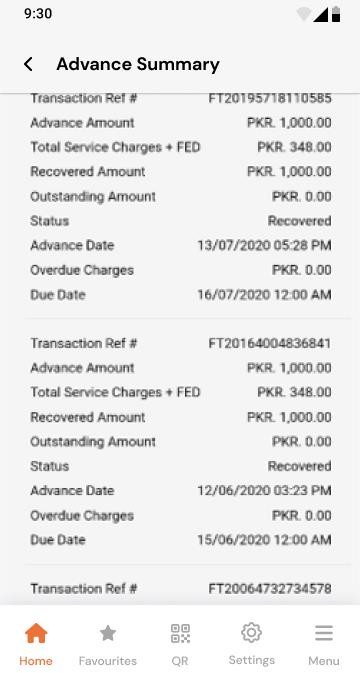 9:30
Advance Summary
Transaction Ref # FT20195718110585
Advance Amount PKR. 1,000.00
Total Service Charges + FED PKR. 348.00
Recovered Amount PKR. 1,000.00
Outstanding Amount PKR. 0.00
Status Recovered
Advance Date 13/07/2020 05:28 PM
Overdue Charges PKR. 0.00
Due Date 16/07/2020 12:00 AM
Transaction Ref # FT20164004836841
Advance Amount PKR. 1,000.00
Total Service Charges + FED PKR. 348.00
Recovered Amount PKR. 1,000.00
Outstanding Amount PKR. 0.00
Status Recovered
Advance Date 12/06/2020 03:23 PM
Overdue Charges PKR. 0.00
Due Date 15/06/2020 12:00 AM
Transaction Ref # FT20064732734578
Home Favourites QR Settings Menu